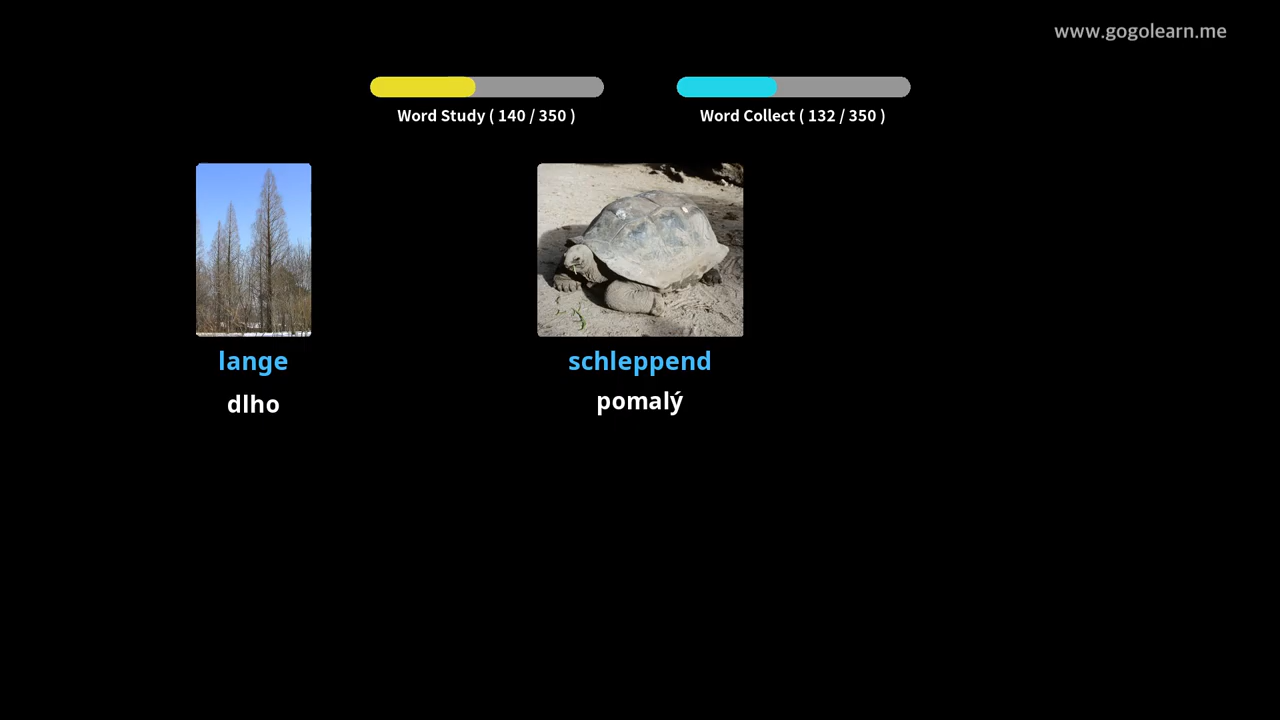 www.gogolearn.me
Word Study ( 140 / 350 )
Word Collect ( 132 / 350 )
lange
schleppend
dlho
pomalý